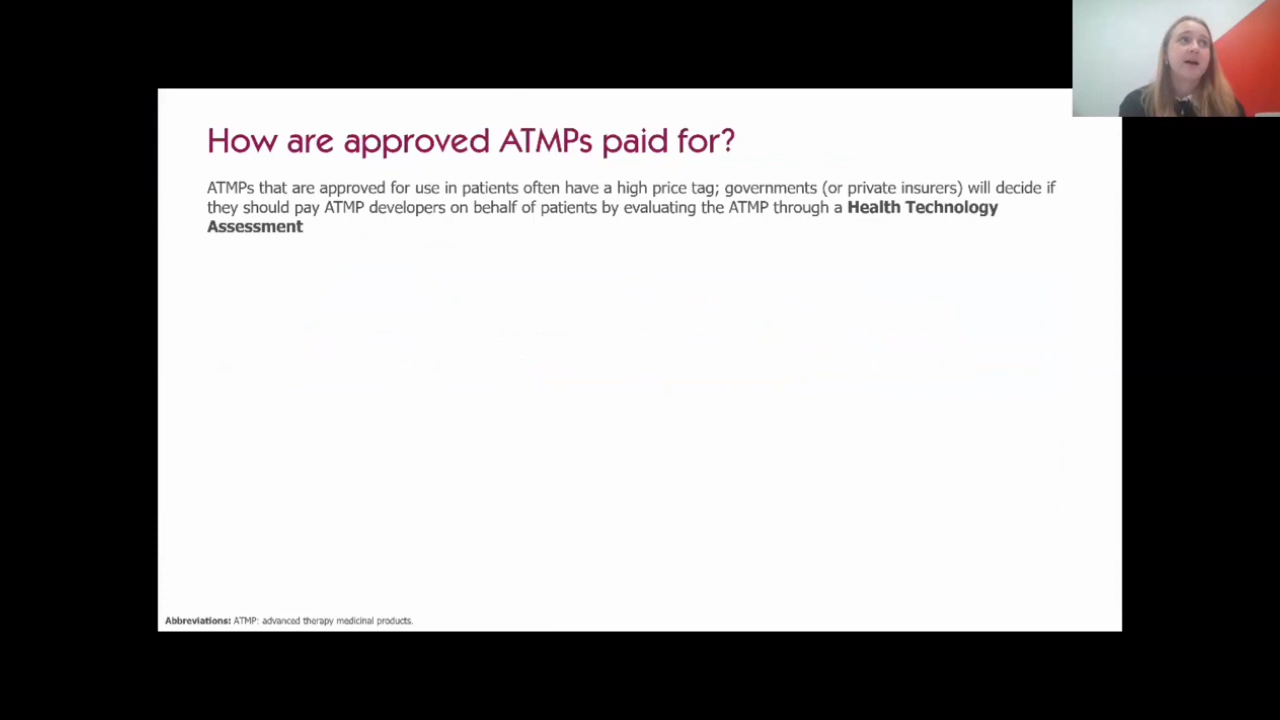 How are approved ATMPs paid for?
ATMPs that are approved for use in patients often have a high price tag; governments (or private insurers) will decide if
they should pay ATMP developers on behalf of patients by evaluating the ATMP through a Health Technology
Assessment
Abbreviations: ATMP: advanced therapy medicinal products.